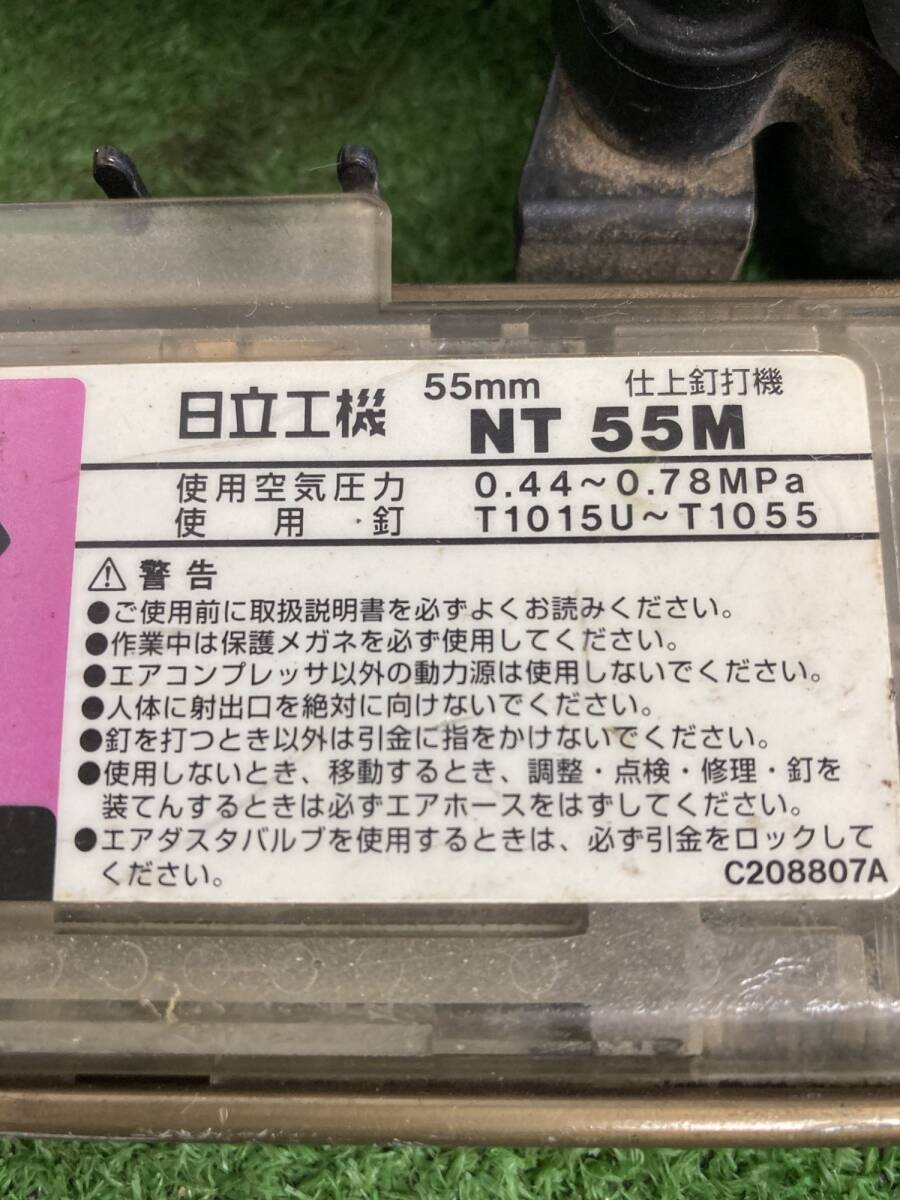 日立工機 55mm 仕上釘打機
NT 55M
使用空気圧力 0.44～0.78MPa
使用釘 T1015U～T1055
⚠警告
●ご使用前に取扱説明書を必ずよくお読みください。
●作業中は保護メガネを必ず使用してください。
●エアコンプレッサ以外の動力源は使用しないでください。
●人体に射出口を絶対に向けないでください。
●釘を打つとき以外は引金に指をかけないでください。
●使用しないとき、移動するとき、調整・点検・修理・釘を
装てんするときは必ずエアホースをはずしてください。
●エアダスタバルブを使用するときは、必ず引金をロックして
ください。 C208807A